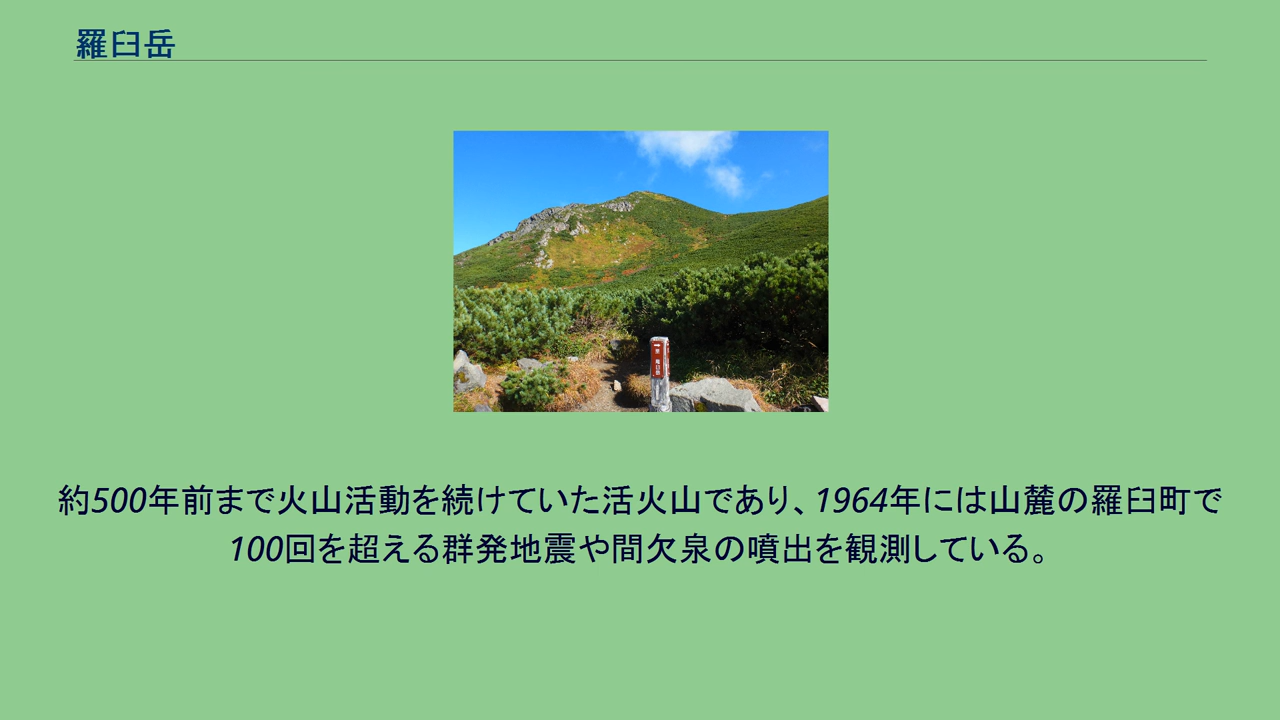 羅臼岳
約500年前まで火山活動を続けていた活火山であり、1964年には山麓の羅臼町で
100回を超える群発地震や間欠泉の噴出を観測している。